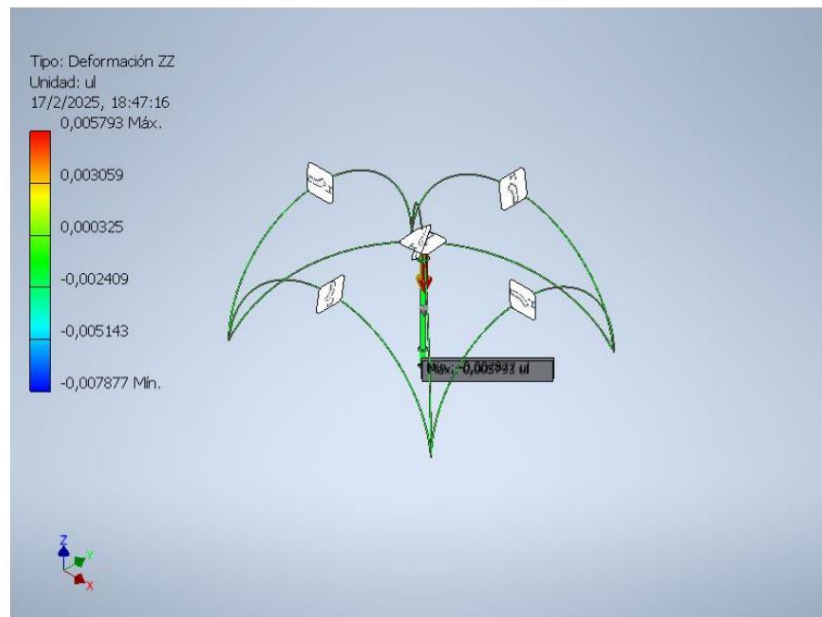 Tipo: Deformación ZZ
Unidad: ul
17/2/2025, 18:47:16
0,005793 Máx.
0,003059
0,000325
-0,002409
-0,005143
-0,007877 Mín.
Z
Y
X